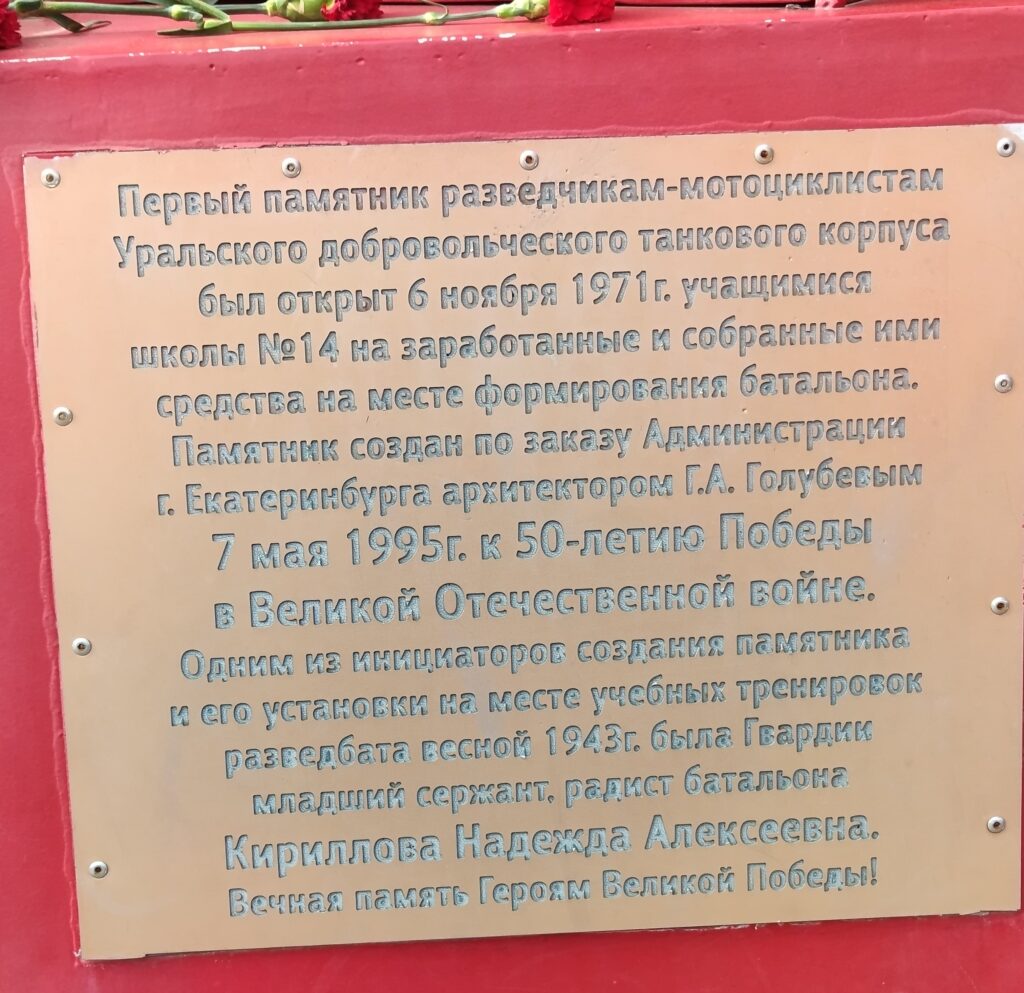 Первый памятник разведчикам-мотоциклистам
Уральского добровольческого танкового корпуса
был открыт 6 ноября 1971г. учащимися
школы №14 на заработанные и собранные ими
средства на месте формирования батальона.
Памятник создан по заказу Администрации
г. Екатеринбурга архитектором Г.А. Голубевым
7 мая 1995г. к 50-летию Победы
в Великой Отечественной войне.
Одним из инициаторов создания памятника
и его установки на месте учебных тренировок
разведбата весной 1943г. была Гвардии
младший сержант, радист батальона
Кириллова Надежда Алексеевна.
Вечная память Героям Великой Победы!